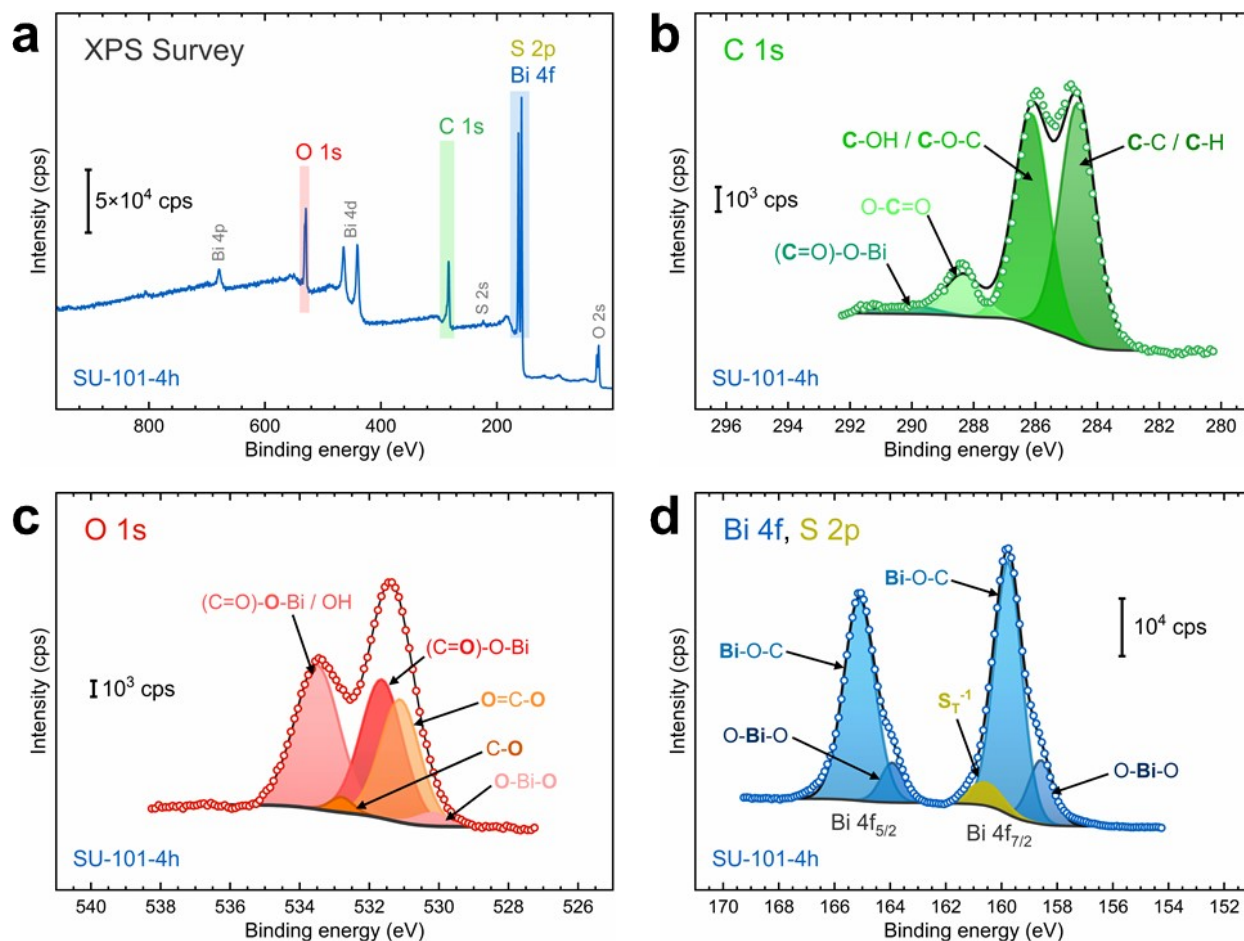 a
XPS Survey
S 2p
Bi 4f
C 1s
O 1s
5×10⁴ cps
Bi 4p
Bi 4d
S 2s
O 2s
SU-101-4h
Intensity (cps)
800 600 400 200
Binding energy (eV)
b
C 1s
C-OH / C-O-C
C-C / C-H
10³ cps
O-C=O
(C=O)-O-Bi
SU-101-4h
Intensity (cps)
296 294 292 290 288 286 284 282 280
Binding energy (eV)
c
O 1s
(C=O)-O-Bi / OH
(C=O)-O-Bi
10³ cps
O=C-O
C-O
O-Bi-O
SU-101-4h
Intensity (cps)
540 538 536 534 532 530 528 526
Binding energy (eV)
d
Bi 4f, S 2p
Bi-O-C
10⁴ cps
Bi-O-C
S_T⁻¹
O-Bi-O
O-Bi-O
Bi 4f5/2
Bi 4f7/2
SU-101-4h
Intensity (cps)
170 168 166 164 162 160 158 156 154 152
Binding energy (eV)